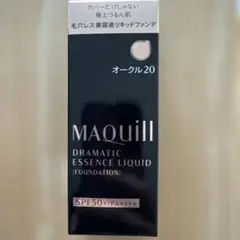 カバーだけじゃない
極上つるん肌
毛穴レス美容液リキッドファンデ
オークル20
MAQuill
DRAMATIC
ESSENCE LIQUID
(FOUNDATION)
SPF50+・PA++++